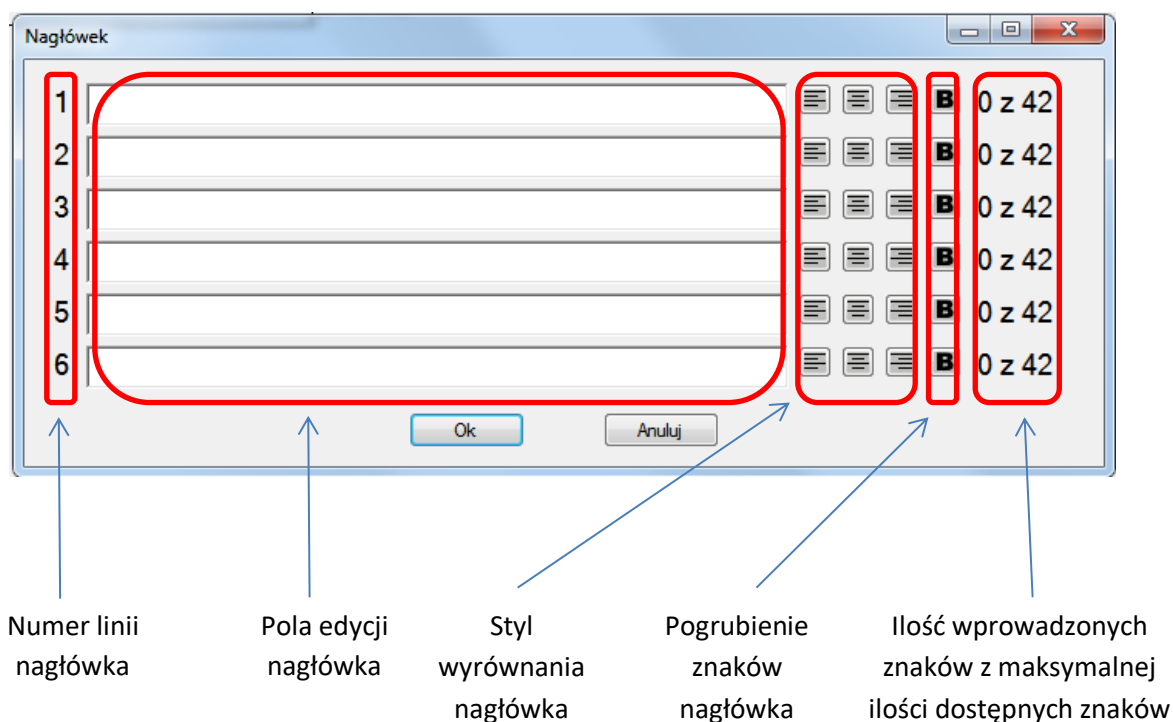 Nagłówek
1 B 0 z 42
2 B 0 z 42
3 B 0 z 42
4 B 0 z 42
5 B 0 z 42
6 B 0 z 42
Ok Anuluj
Numer linii
nagłówka
Pola edycji
nagłówka
Styl
wyrównania
nagłówka
Pogrubienie
znaków
nagłówka
Ilość wprowadzonych
znaków z maksymalnej
ilości dostępnych znaków